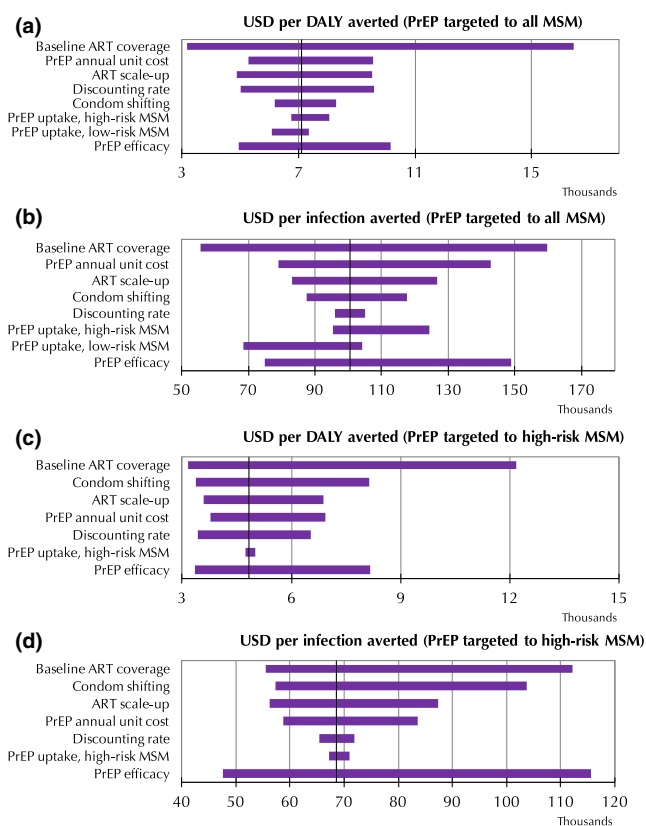 (a)
USD per DALY averted (PrEP targeted to all MSM)
Baseline ART coverage
PrEP annual unit cost
ART scale-up
Discounting rate
Condom shifting
PrEP uptake, high-risk MSM
PrEP uptake, low-risk MSM
PrEP efficacy
3 7 11 15
Thousands
(b)
USD per infection averted (PrEP targeted to all MSM)
Baseline ART coverage
PrEP annual unit cost
ART scale-up
Condom shifting
Discounting rate
PrEP uptake, high-risk MSM
PrEP uptake, low-risk MSM
PrEP efficacy
50 70 90 110 130 150 170
Thousands
(c)
USD per DALY averted (PrEP targeted to high-risk MSM)
Baseline ART coverage
Condom shifting
ART scale-up
PrEP annual unit cost
Discounting rate
PrEP uptake, high-risk MSM
PrEP efficacy
3 6 9 12 15
Thousands
(d)
USD per infection averted (PrEP targeted to high-risk MSM)
Baseline ART coverage
Condom shifting
ART scale-up
PrEP annual unit cost
Discounting rate
PrEP uptake, high-risk MSM
PrEP efficacy
40 50 60 70 80 90 100 110 120
Thousands